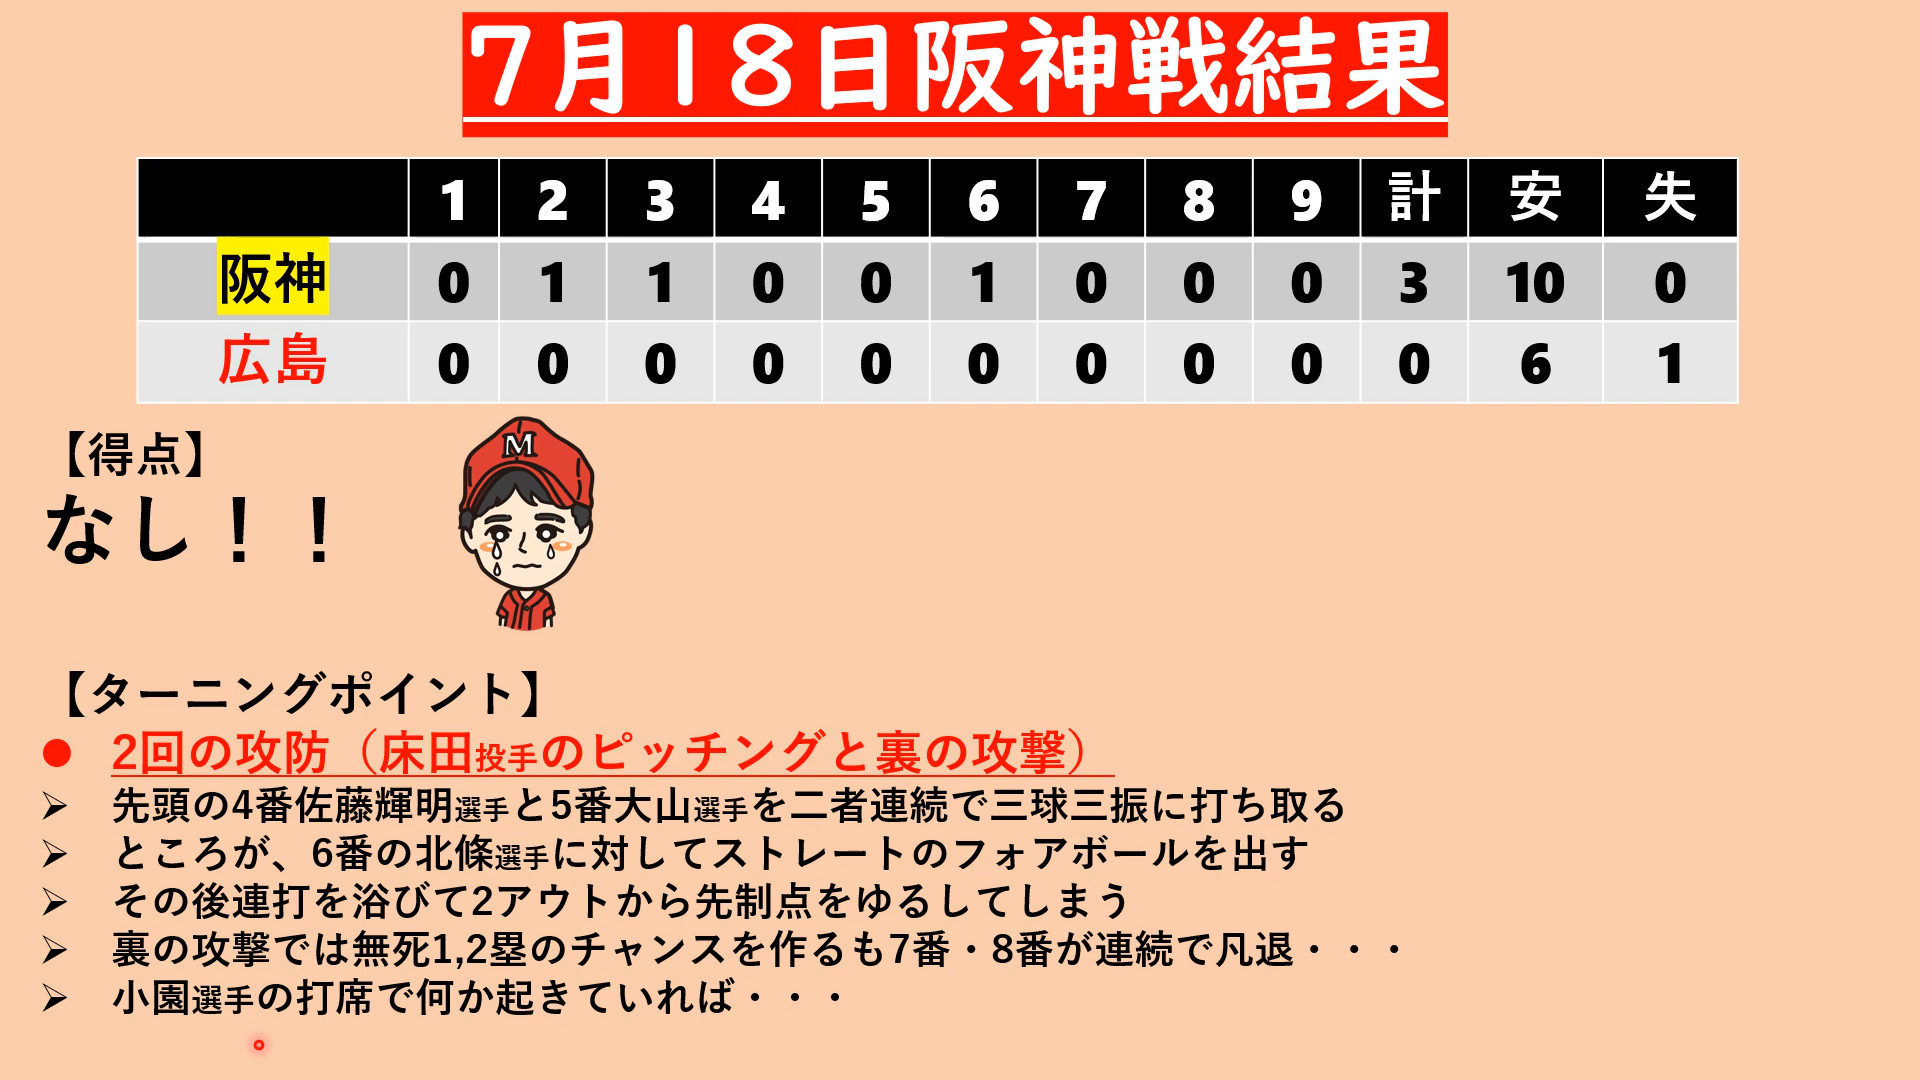 7月18日阪神戦結果
1 2 3 4 5 6 7 8 9 計 安 失
阪神 0 1 1 0 0 1 0 0 0 3 10 0
広島 0 0 0 0 0 0 0 0 0 0 6 1
【得点】
なし！！
M
【ターニングポイント】
● 2回の攻防（床田投手のピッチングと裏の攻撃）
➢ 先頭の4番佐藤輝明選手と5番大山選手を二者連続で三球三振に打ち取る
➢ ところが、6番の北條選手に対してストレートのフォアボールを出す
➢ その後連打を浴びて2アウトから先制点をゆるしてしまう
➢ 裏の攻撃では無死1,2塁のチャンスを作るも7番・8番が連続で凡退・・・
➢ 小園選手の打席で何か起きていれば・・・